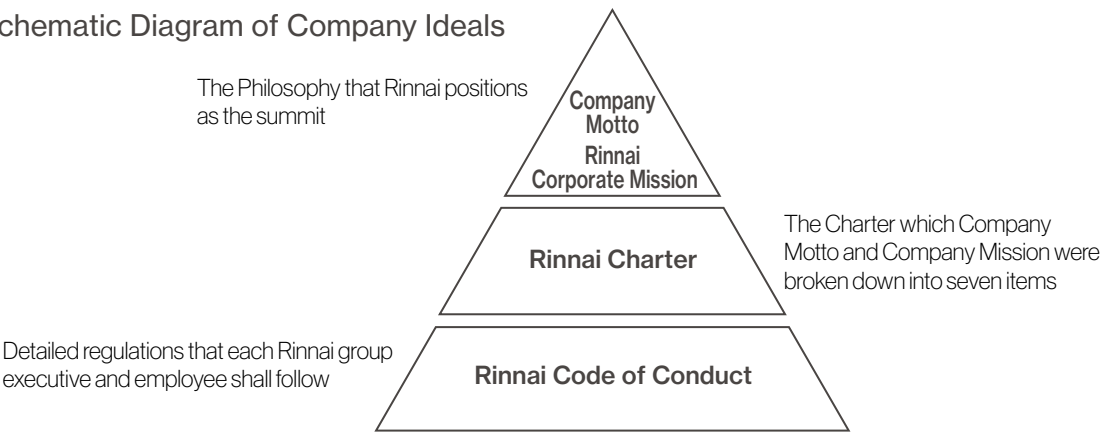 chematic Diagram of Company Ideals
The Philosophy that Rinnai positions
as the summit
Company
Motto
Rinnai
Corporate Mission
Rinnai Charter
The Charter which Company
Motto and Company Mission were
broken down into seven items
Detailed regulations that each Rinnai group
executive and employee shall follow
Rinnai Code of Conduct